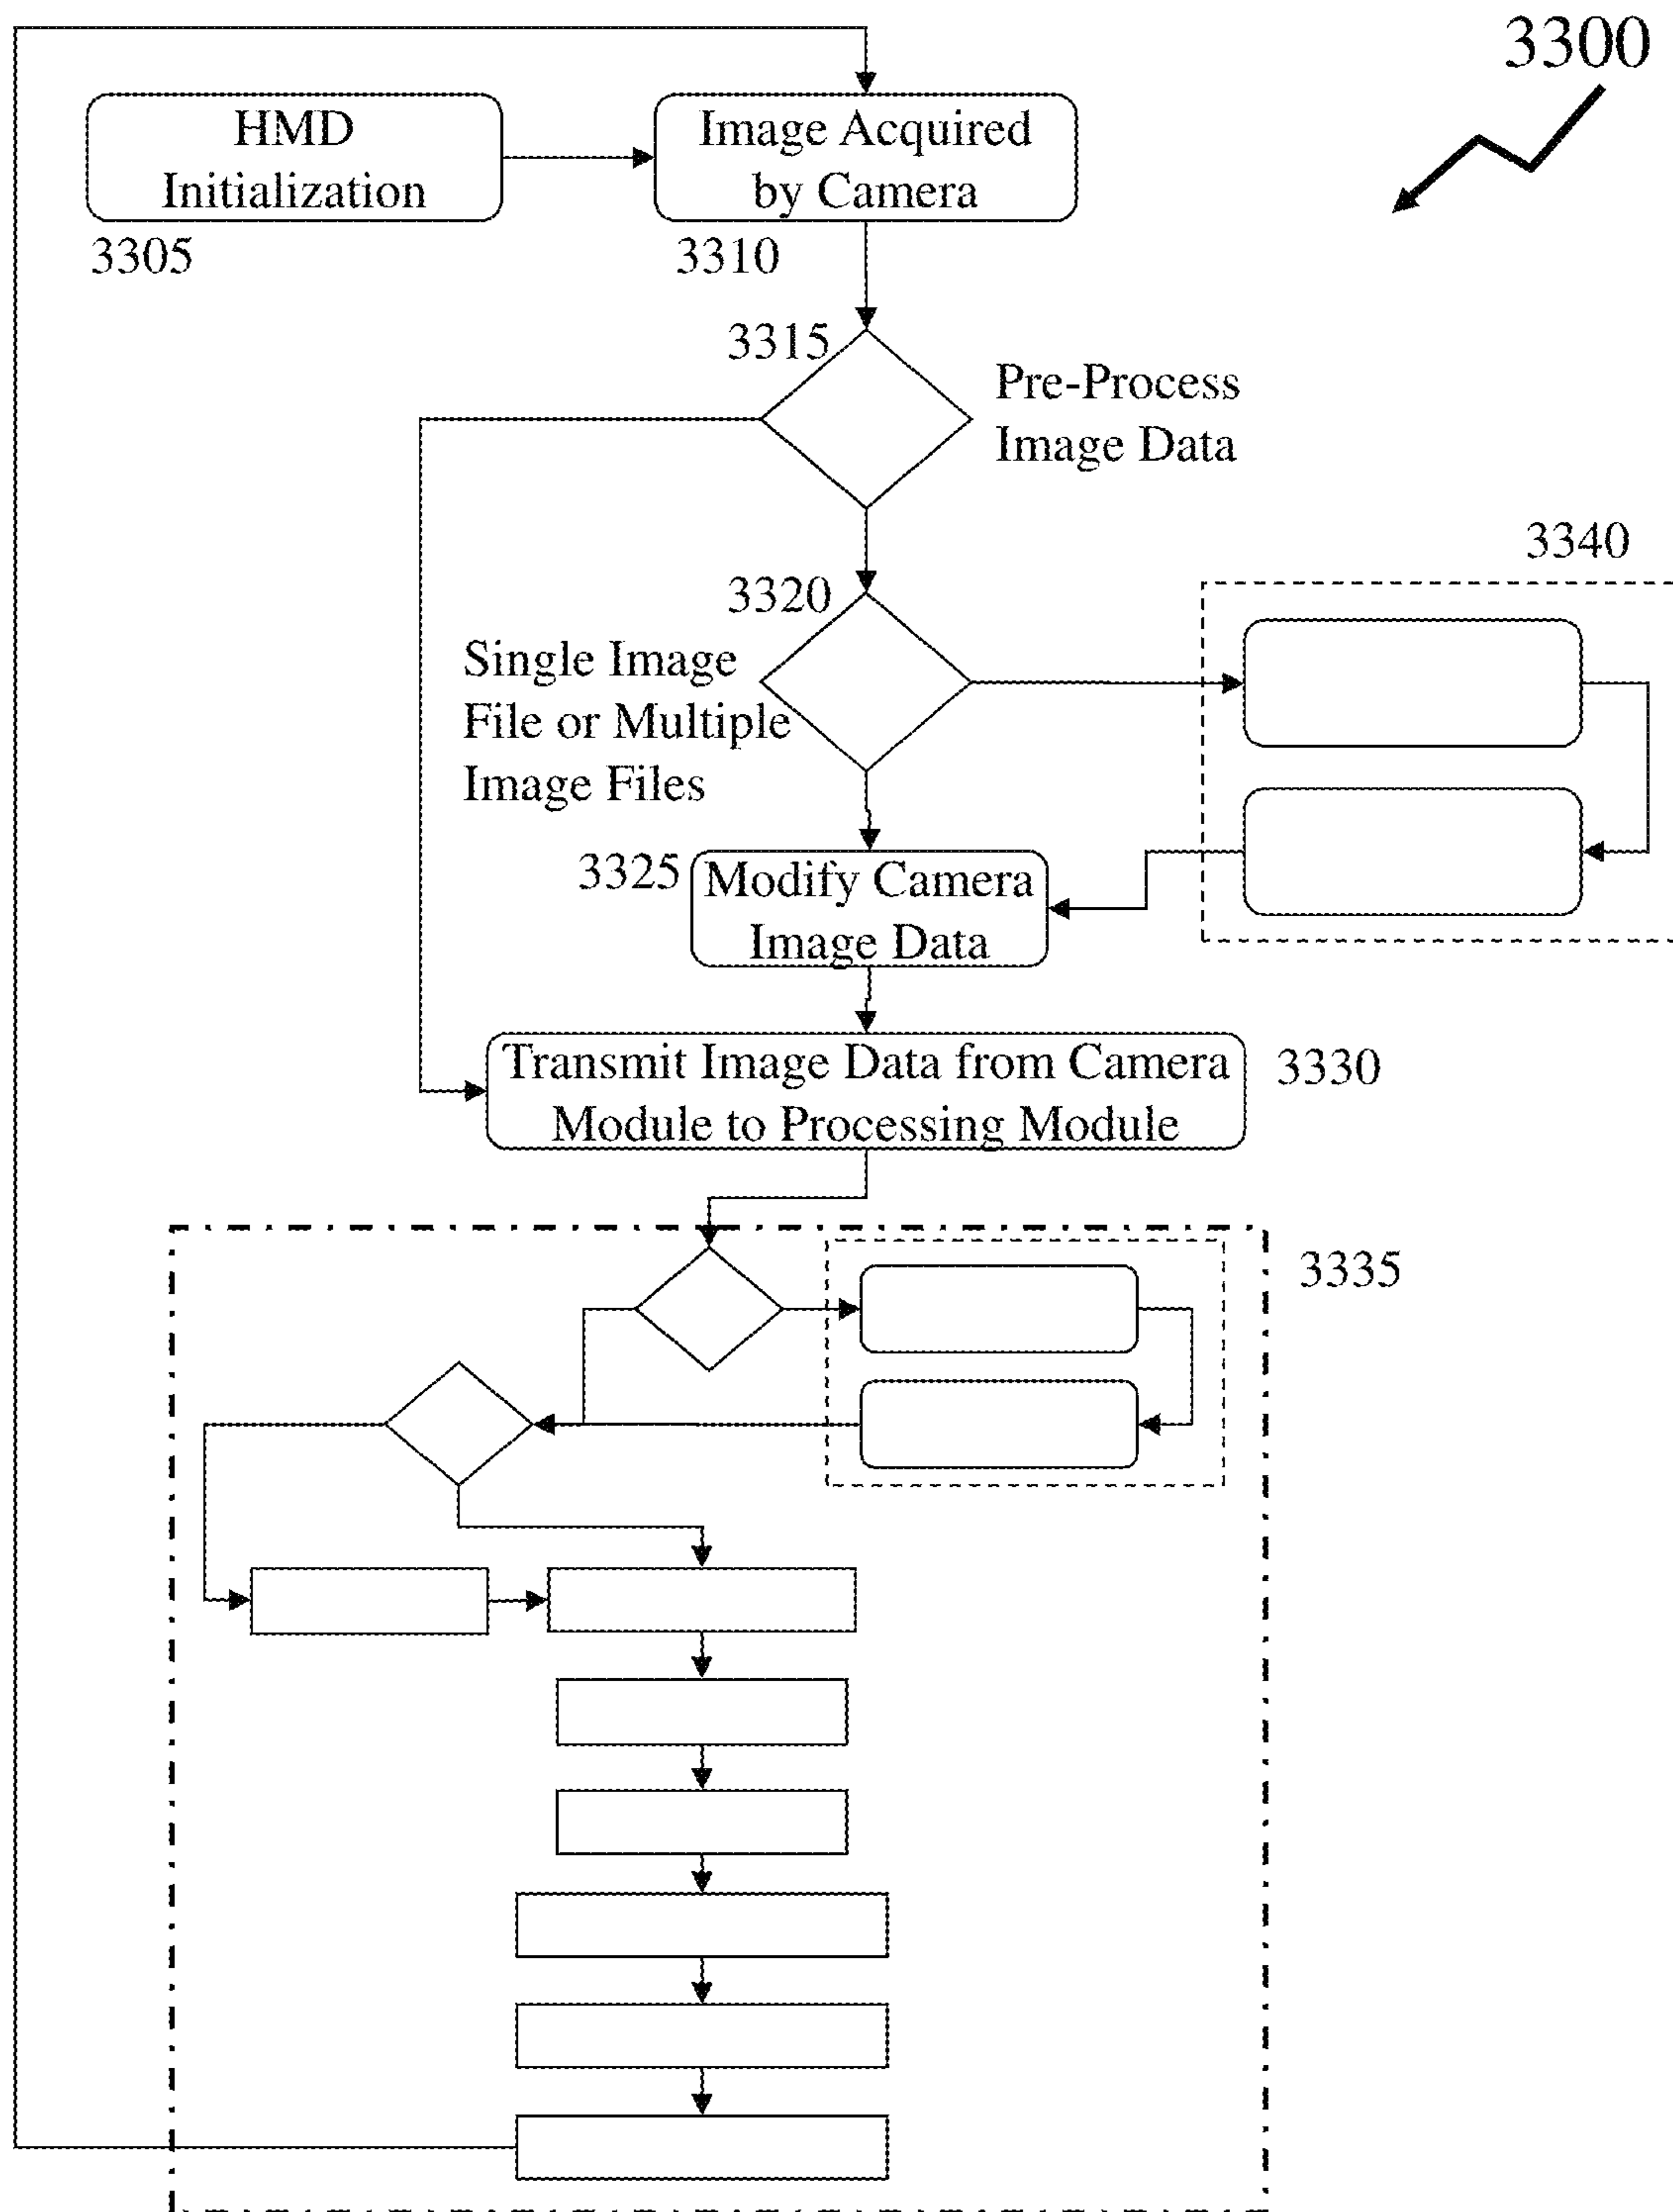 3300
HMD
Initialization
3305
Image Acquired
by Camera
3310
3315
Pre-Process
Image Data
3320
Single Image
File or Multiple
Image Files
3340
3325
Modify Camera
Image Data
Transmit Image Data from Camera
Module to Processing Module
3330
3335